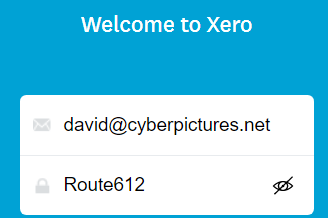 Welcome to Xero
david@cyberpictures.net
Route612